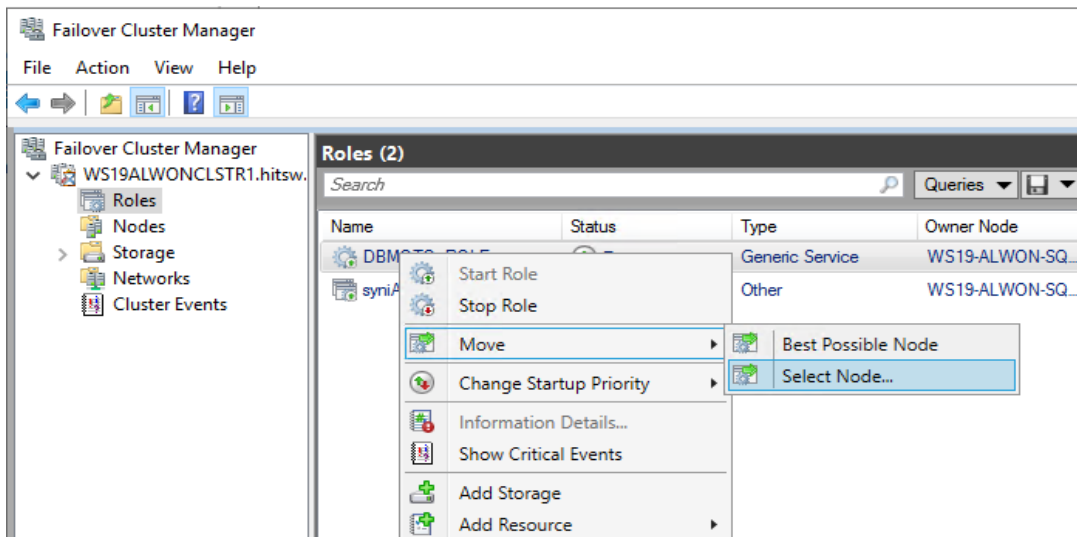 Failover Cluster Manager
File Action View Help
Failover Cluster Manager
WS19ALWONCLSTR1.hitsw.
Roles
Nodes
Storage
Networks
Cluster Events
Roles (2)
Search
Queries
Name Status Type Owner Node
Generic Service WS19-ALWON-SQ...
Other WS19-ALWON-SQ...
Start Role
Stop Role
Move
Best Possible Node
Select Node...
Change Startup Priority
Information Details...
Show Critical Events
Add Storage
Add Resource